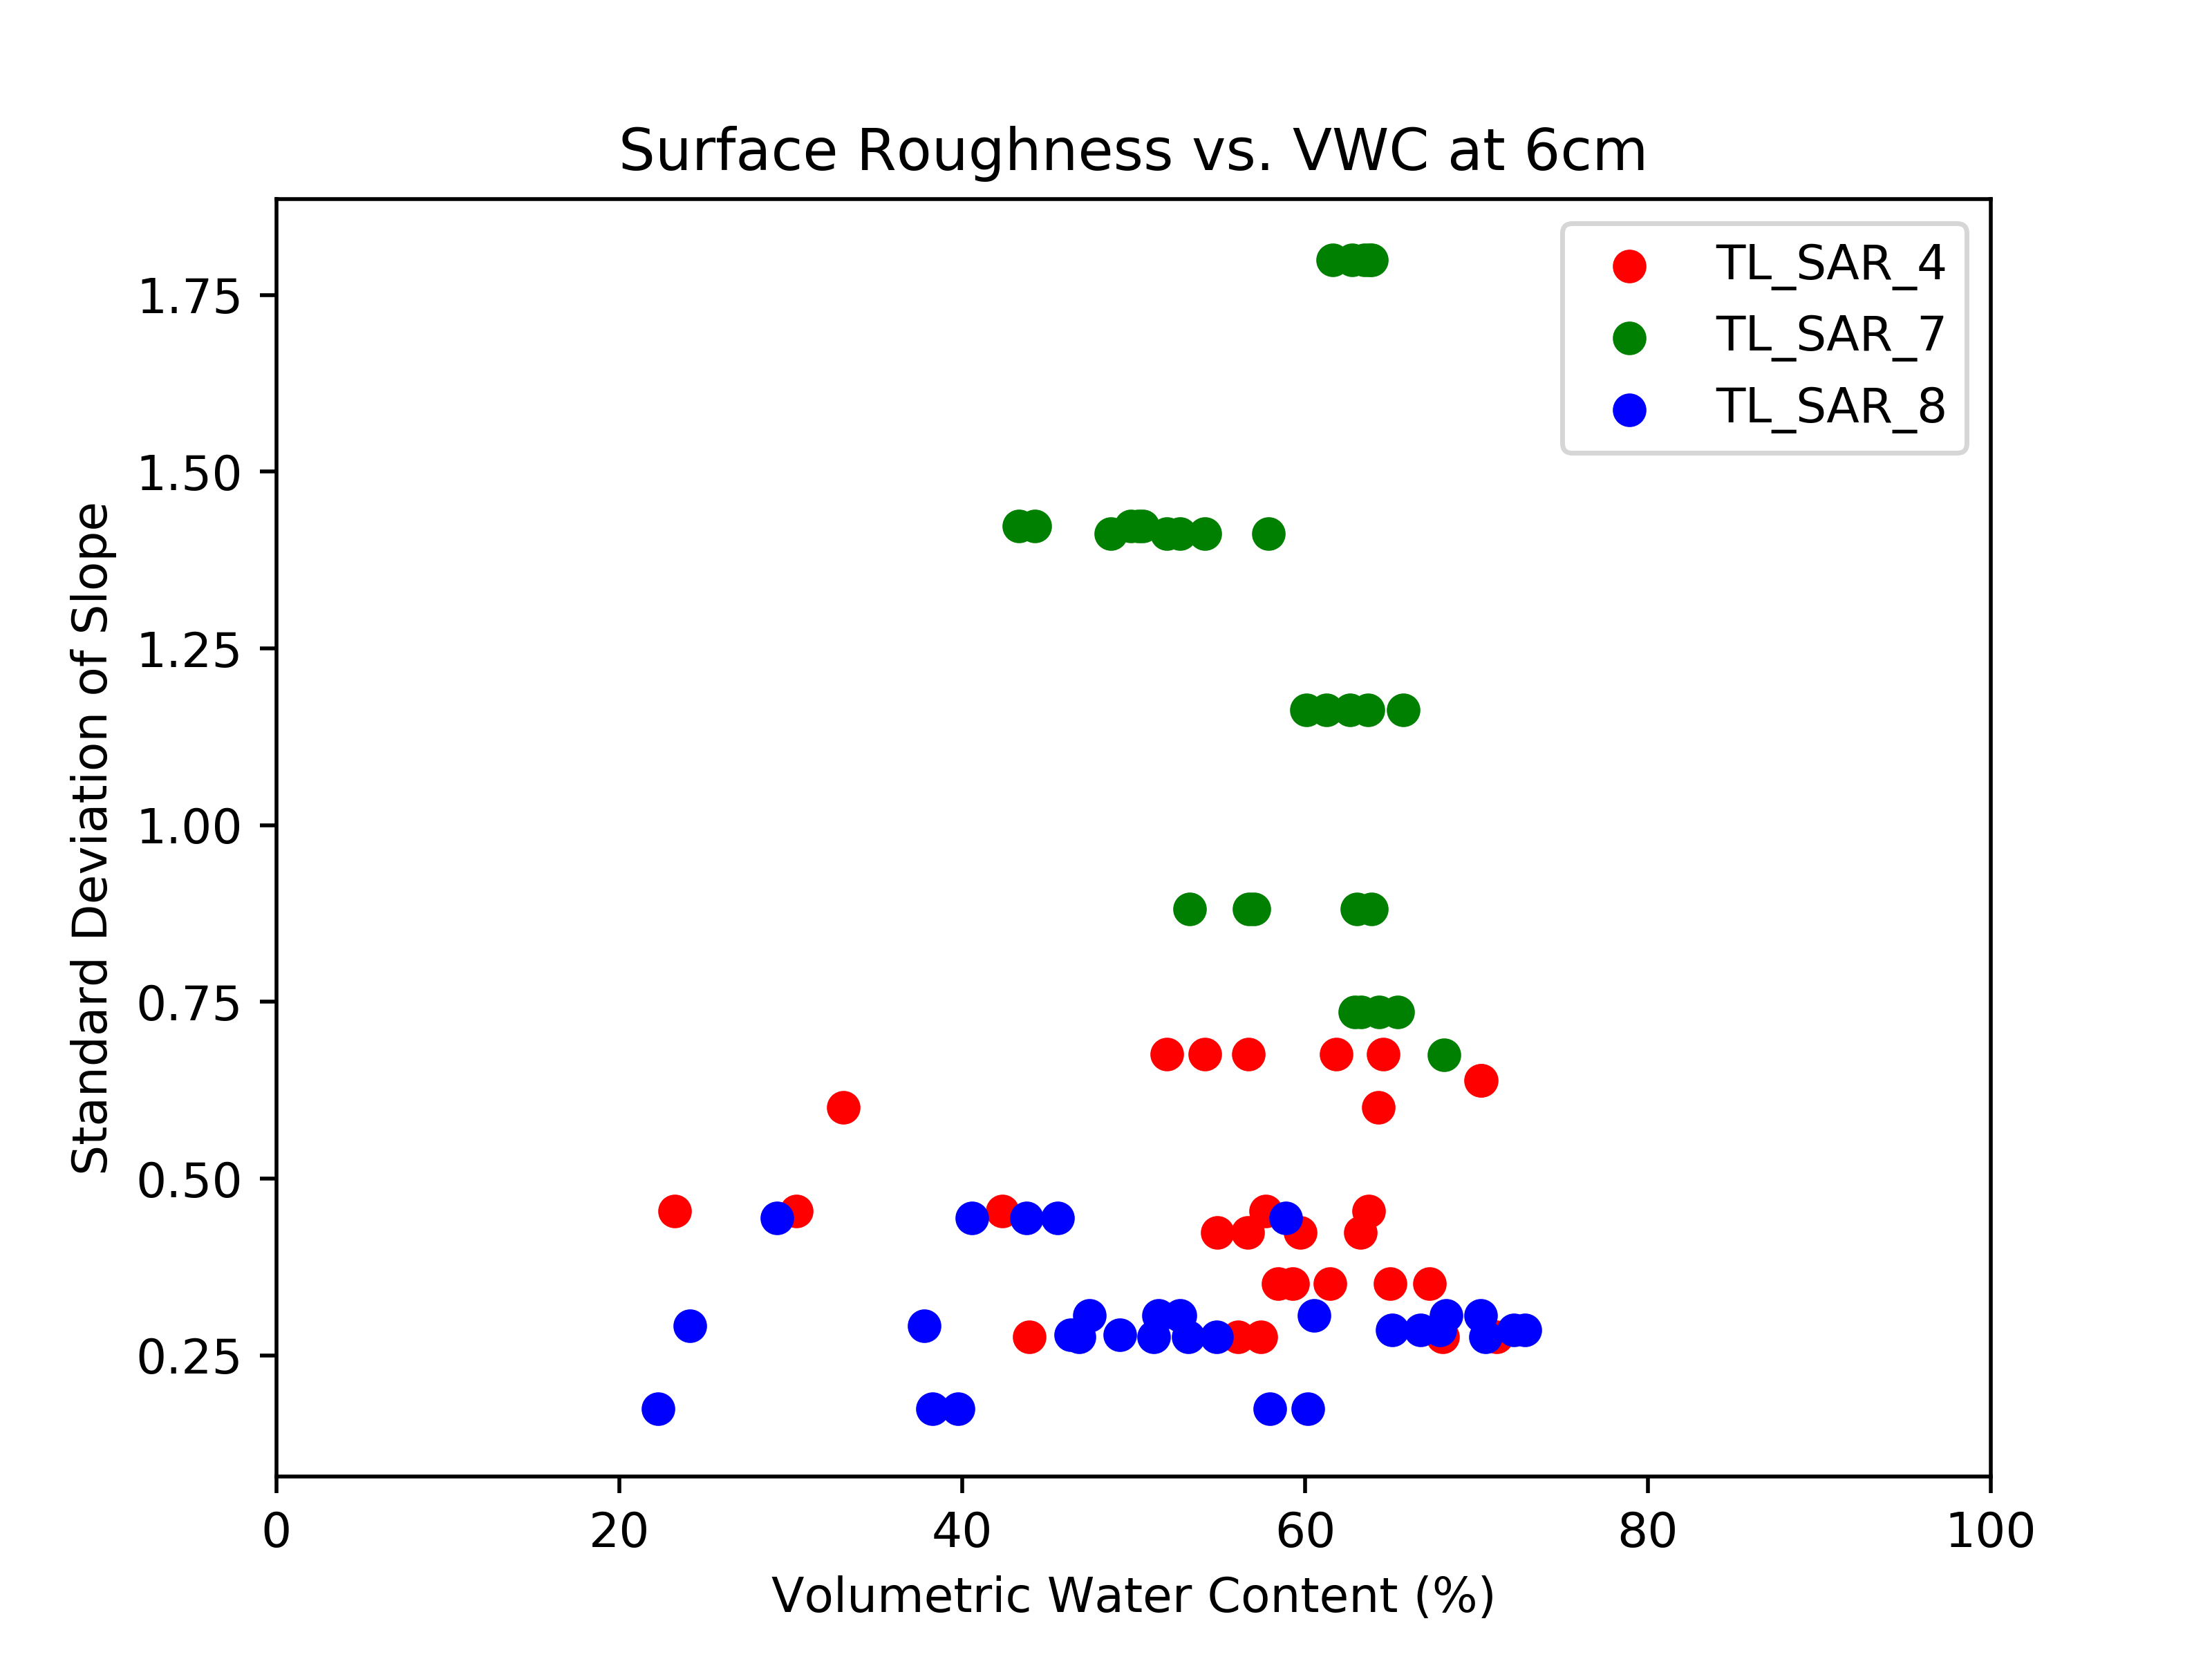 Surface Roughness vs. VWC at 6cm
TL_SAR_4
TL_SAR_7
TL_SAR_8
Standard Deviation of Slope
1.75
1.50
1.25
1.00
0.75
0.50
0.25
0 20 40 60 80 100
Volumetric Water Content (%)